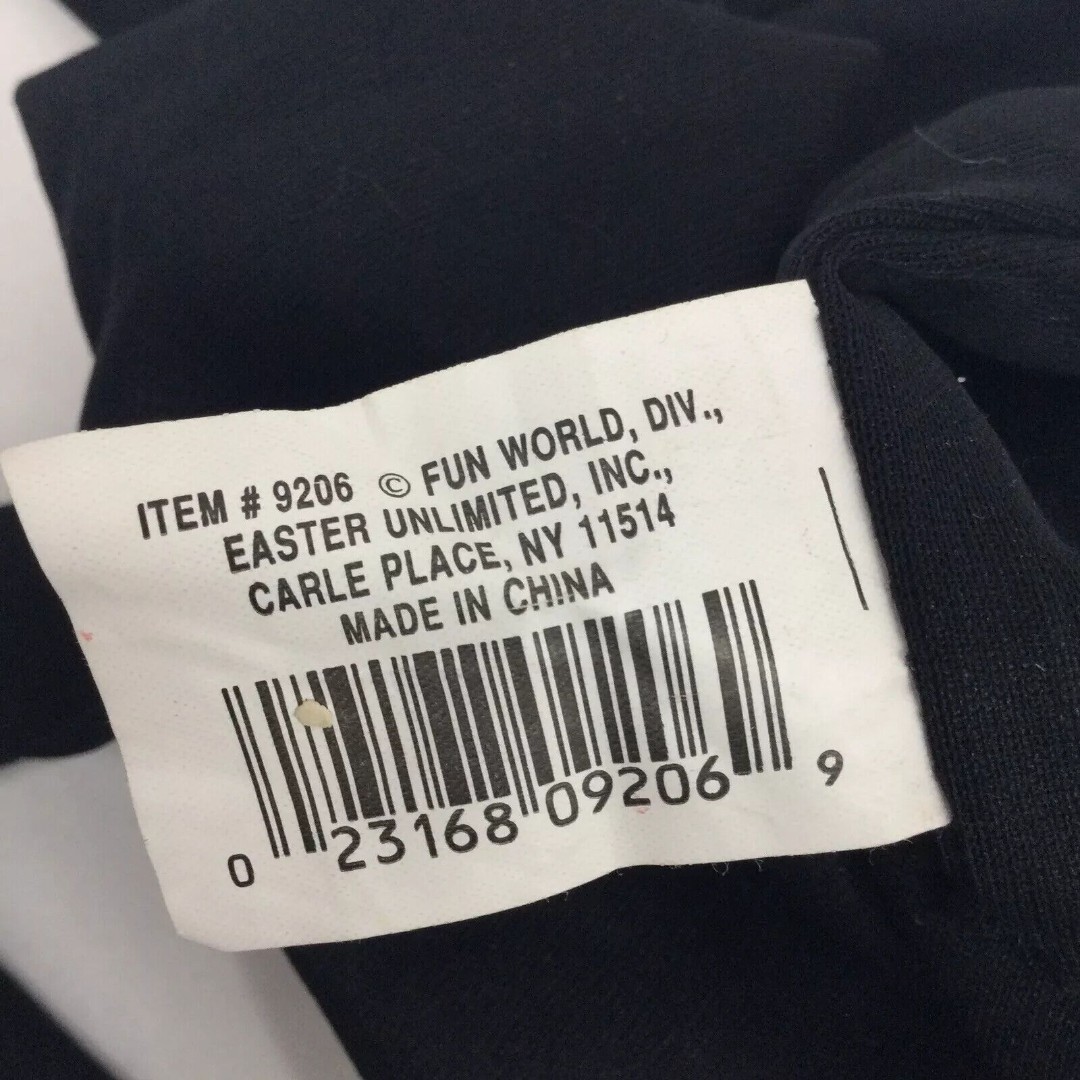 ITEM # 9206 © FUN WORLD, DIV.,
EASTER UNLIMITED, INC.,
CARLE PLACE, NY 11514
MADE IN CHINA
0 23168 09206 9